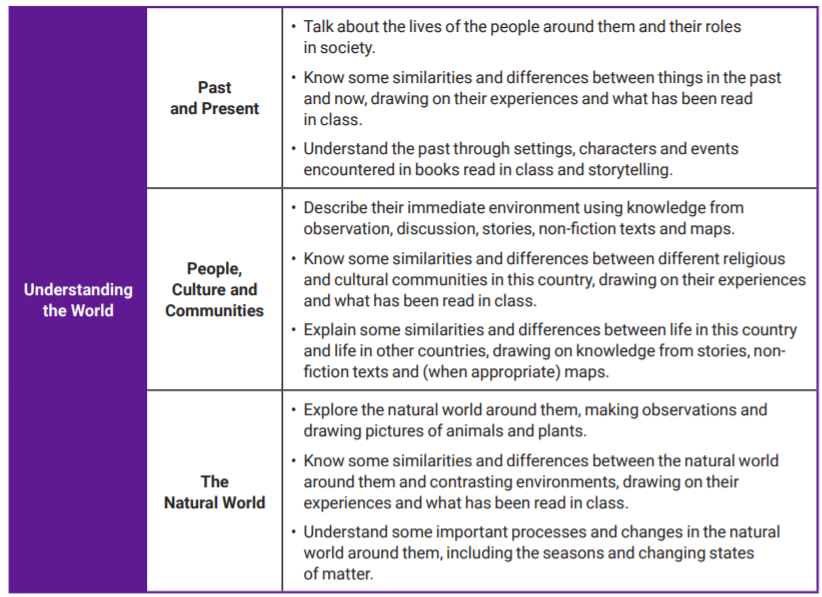 Understanding
the World
Past
and Present
• Talk about the lives of the people around them and their roles
in society.
• Know some similarities and differences between things in the past
and now, drawing on their experiences and what has been read
in class.
• Understand the past through settings, characters and events
encountered in books read in class and storytelling.
People,
Culture and
Communities
• Describe their immediate environment using knowledge from
observation, discussion, stories, non-fiction texts and maps.
• Know some similarities and differences between different religious
and cultural communities in this country, drawing on their experiences
and what has been read in class.
• Explain some similarities and differences between life in this country
and life in other countries, drawing on knowledge from stories, non-
fiction texts and (when appropriate) maps.
The
Natural World
• Explore the natural world around them, making observations and
drawing pictures of animals and plants.
• Know some similarities and differences between the natural world
around them and contrasting environments, drawing on their
experiences and what has been read in class.
• Understand some important processes and changes in the natural
world around them, including the seasons and changing states
of matter.